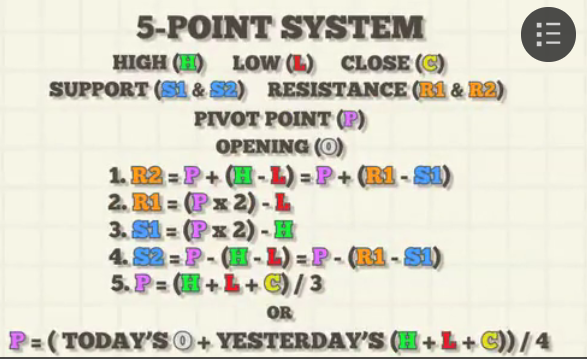 5-POINT SYSTEM
HIGH (H) LOW (L) CLOSE (C)
SUPPORT (S1 & S2) RESISTANCE (R1 & R2)
PIVOT POINT (P)
OPENING (O)
1. R2 = P + (H - L) = P + (R1 - S1)
2. R1 = (P x 2) - L
3. S1 = (P x 2) - H
4. S2 = P - (H - L) = P - (R1 - S1)
5. P = (H + L + C) / 3
OR
P = ( TODAY'S O + YESTERDAY'S (H + L + C)) / 4